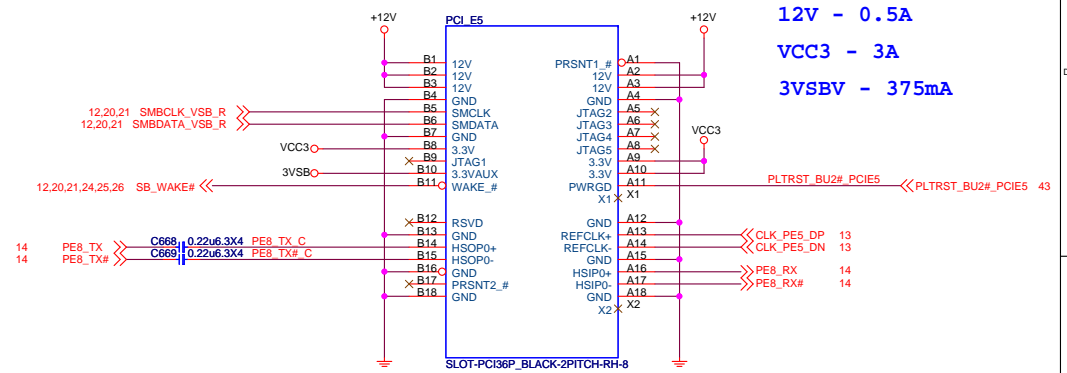 12V - 0.5A
VCC3 - 3A
3VSBV - 375mA
+12V
PCI_E5
+12V
B1 12V PRSNT1_# A1
B2 12V 12V A2
B3 12V 12V A3
B4 GND GND A4
12,20,21 SMBCLK_VSB_R B5 SMCLK JTAG2 A5
12,20,21 SMBDATA_VSB_R B6 SMDATA JTAG3 A6
B7 GND JTAG4 A7
VCC3 B8 3.3V JTAG5 A8
VCC3
B9 JTAG1 3.3V A9
3VSB B10 3.3VAUX 3.3V A10
12,20,21,24,25,26 SB_WAKE# B11 WAKE_# PWRGD A11 PLTRST_BU2#_PCIE5 PLTRST_BU2#_PCIE5 43
X1 X1
B12 RSVD GND A12
B13 GND REFCLK+ A13 CLK_PE5_DP 13
14 PE8_TX C668 0.22u6.3X4 PE8_TX_C B14 HSOP0+ REFCLK- A14 CLK_PE5_DN 13
14 PE8_TX# C669 0.22u6.3X4 PE8_TX#_C B15 HSOP0- GND A15
B16 GND HSIP0+ A16 PE8_RX 14
B17 PRSNT2_# HSIP0- A17 PE8_RX# 14
B18 GND GND A18
X2 X2
SLOT-PCI36P_BLACK-2PITCH-RH-8